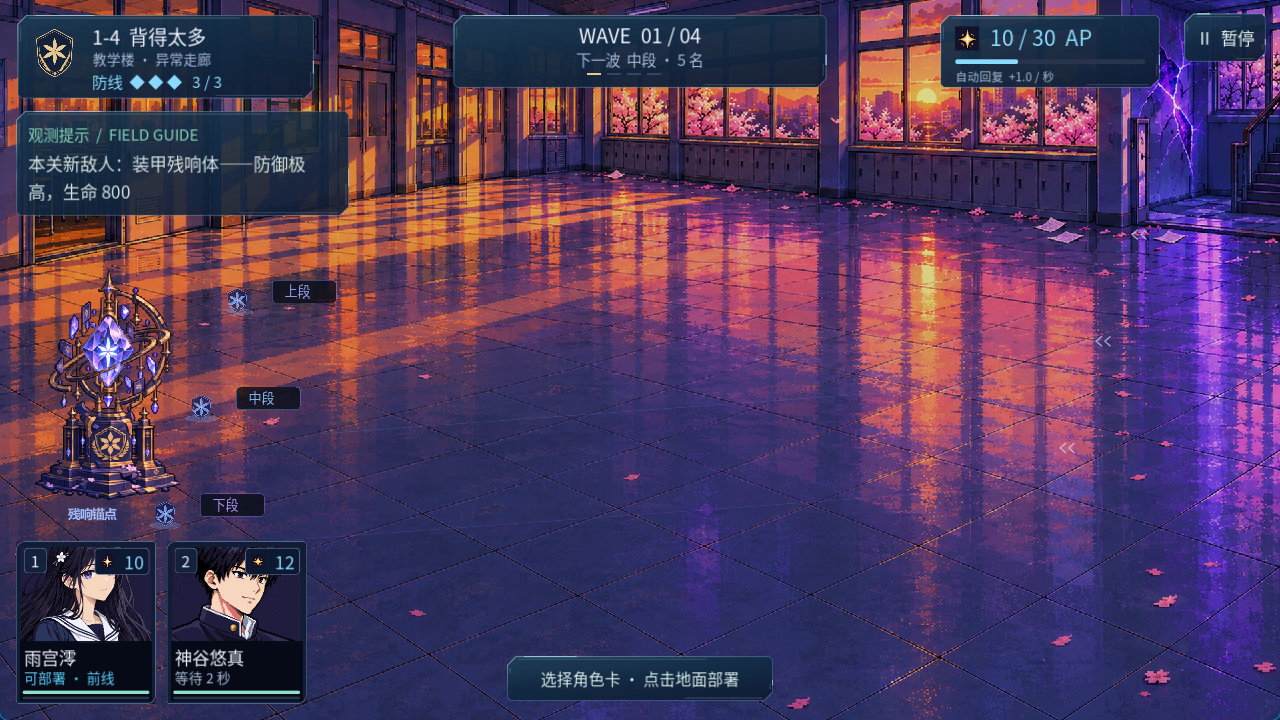 1-4 背得太多
教学楼 · 异常走廊
防线 ◆◆◆ 3 / 3
WAVE 01 / 04
下一波 中段 · 5 名
10 / 30 AP
自动回复 +1.0 / 秒
II 暂停
观测提示 / FIELD GUIDE
本关新敌人：装甲残响体——防御极
高，生命 800
上段
中段
下段
残响锚点
1
10
雨宫澪
可部署 · 前线
2
12
神谷悠真
等待 2 秒
选择角色卡 · 点击地面部署